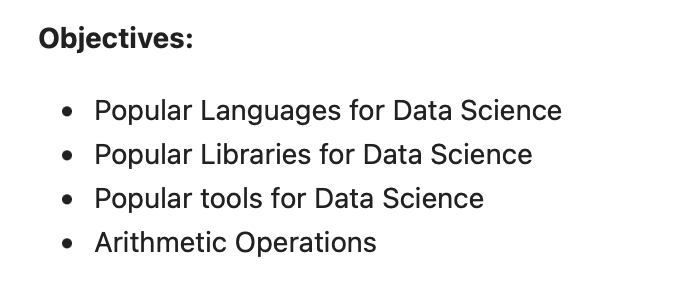 Objectives:
• Popular Languages for Data Science
• Popular Libraries for Data Science
• Popular tools for Data Science
• Arithmetic Operations